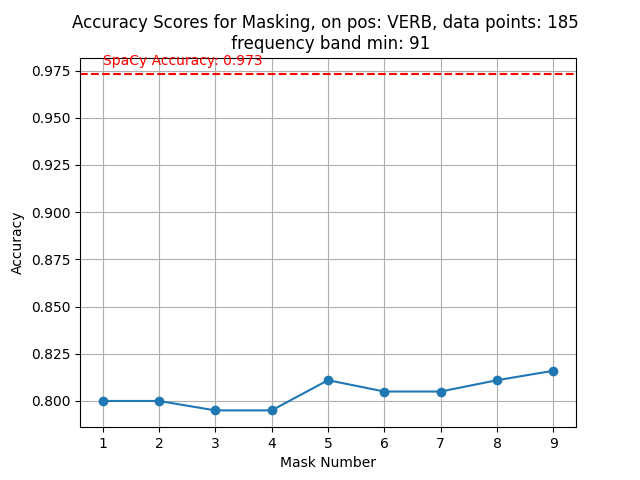 Accuracy Scores for Masking, on pos: VERB, data points: 185
frequency band min: 91
SpaCy Accuracy: 0.973
0.975
0.950
0.925
0.900
0.875
0.850
0.825
0.800
Accuracy
1 2 3 4 5 6 7 8 9
Mask Number